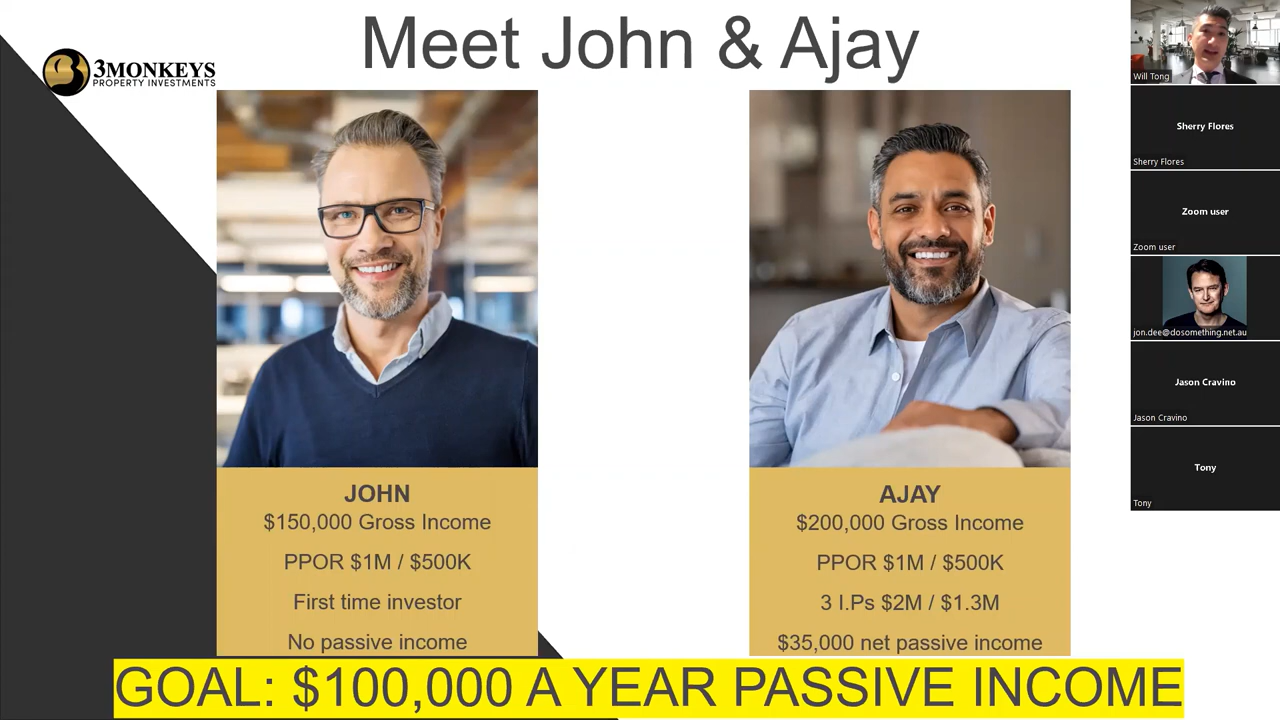 Meet John & Ajay
3MONKEYS
PROPERTY INVESTMENTS
JOHN
$150,000 Gross Income
PPOR $1M / $500K
First time investor
No passive income
AJAY
$200,000 Gross Income
PPOR $1M / $500K
3 I.Ps $2M / $1.3M
$35,000 net passive income
GOAL: $100,000 A YEAR PASSIVE INCOME
Will Tong
Sherry Flores
Sherry Flores
Zoom user
Zoom user
jon.dee@dosomething.net.au
Jason Cravino
Jason Cravino
Tony
Tony